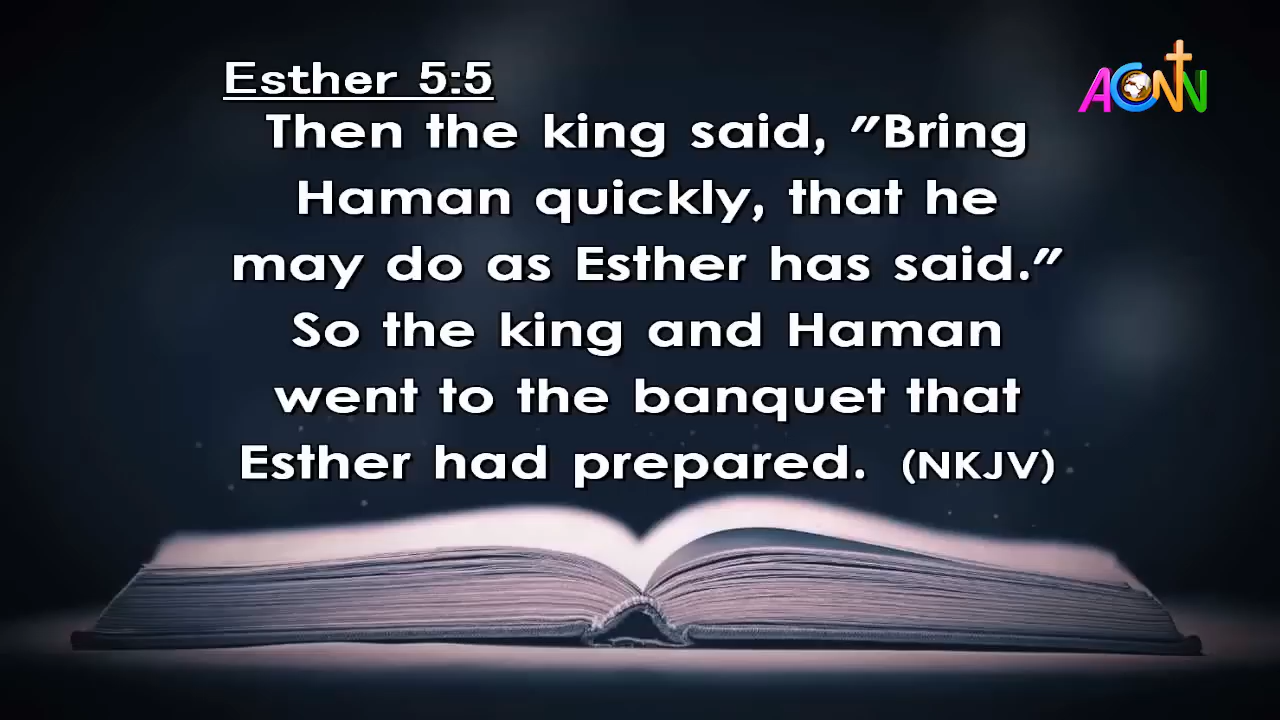 Esther 5:5
ACNN
Then the king said, "Bring
Haman quickly, that he
may do as Esther has said."
So the king and Haman
went to the banquet that
Esther had prepared. (NKJV)